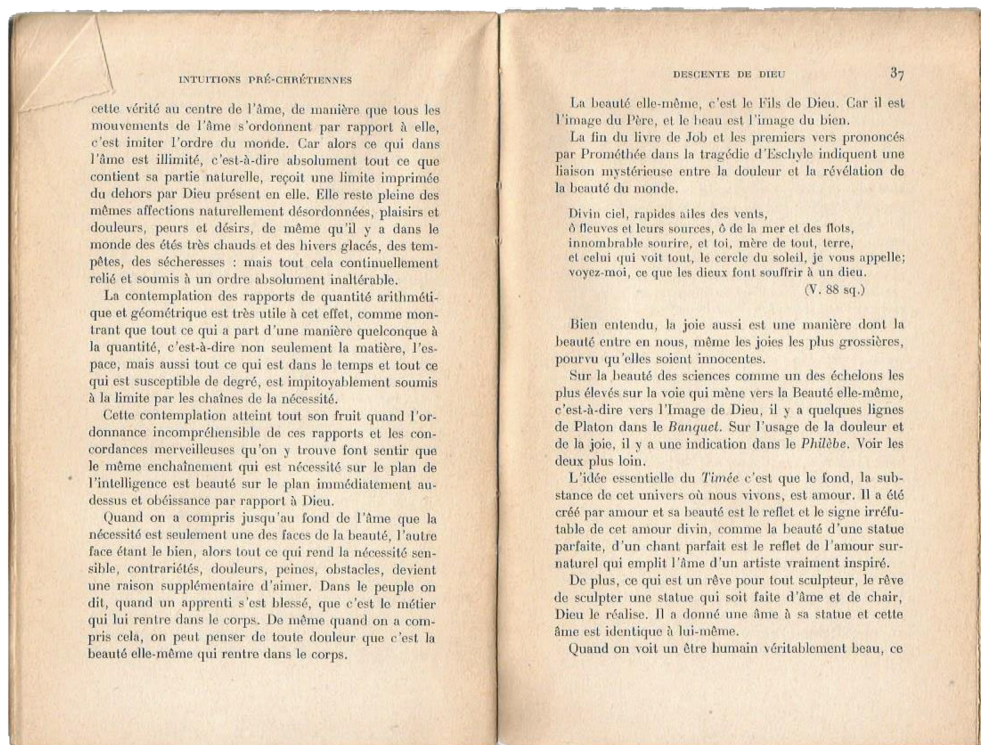 INTUITIONS PRÉ-CHRÉTIENNES
cette vérité au centre de l'âme, de manière que tous les
mouvements de l'âme s'ordonnent par rapport à elle,
c'est imiter l'ordre du monde. Car alors ce qui dans
l'âme est illimité, c'est-à-dire absolument tout ce que
contient sa partie naturelle, reçoit une limite imprimée
du dehors par Dieu présent en elle. Elle reste pleine des
mêmes affections naturellement désordonnées, plaisirs et
douleurs, peurs et désirs, de même qu'il y a dans le
monde des étés très chauds et des hivers glacés, des tem-
pêtes, des sécheresses : mais tout cela continuellement
relié et soumis à un ordre absolument inaltérable.
La contemplation des rapports de quantité arithméti-
que et géométrique est très utile à cet effet, comme mon-
trant que tout ce qui a part d'une manière quelconque à
la quantité, c'est-à-dire non seulement la matière, l'es-
pace, mais aussi tout ce qui est dans le temps et tout ce
qui est susceptible de degré, est impitoyablement soumis
à la limite par les chaînes de la nécessité.
Cette contemplation atteint tout son fruit quand l'or-
donnance incompréhensible de ces rapports et les con-
cordances merveilleuses qu'on y trouve font sentir que
le même enchaînement qui est nécessité sur le plan de
l'intelligence est beauté sur le plan immédiatement au-
dessus et obéissance par rapport à Dieu.
Quand on a compris jusqu'au fond de l'âme que la
nécessité est seulement une des faces de la beauté, l'autre
face étant le bien, alors tout ce qui rend la nécessité sen-
sible, contrariétés, douleurs, peines, obstacles, devient
une raison supplémentaire d'aimer. Dans le peuple on
dit, quand un apprenti s'est blessé, que c'est le métier
qui lui rentre dans le corps. De même quand on a com-
pris cela, on peut penser de toute douleur que c'est la
beauté elle-même qui rentre dans le corps.
DESCENTE DE DIEU 37
La beauté elle-même, c'est le Fils de Dieu. Car il est
l'image du Père, et le beau est l'image du bien.
La fin du livre de Job et les premiers vers prononcés
par Prométhée dans la tragédie d'Eschyle indiquent une
liaison mystérieuse entre la douleur et la révélation de
la beauté du monde.
Divin ciel, rapides ailes des vents,
ô fleuves et leurs sources, ô de la mer et des flots,
innombrable sourire, et toi, mère de tout, terre,
et celui qui voit tout, le cercle du soleil, je vous appelle;
voyez-moi, ce que les dieux font souffrir à un dieu.
(V. 88 sq.)
Bien entendu, la joie aussi est une manière dont la
beauté entre en nous, même les joies les plus grossières,
pourvu qu'elles soient innocentes.
Sur la beauté des sciences comme un des échelons les
plus élevés sur la voie qui mène vers la Beauté elle-même,
c'est-à-dire vers l'Image de Dieu, il y a quelques lignes
de Platon dans le Banquet. Sur l'usage de la douleur et
de la joie, il y a une indication dans le Philèbe. Voir les
deux plus loin.
L'idée essentielle du Timée c'est que le fond, la sub-
stance de cet univers où nous vivons, est amour. Il a été
créé par amour et sa beauté est le reflet et le signe irréfu-
table de cet amour divin, comme la beauté d'une statue
parfaite, d'un chant parfait est le reflet de l'amour sur-
naturel qui emplit l'âme d'un artiste vraiment inspiré.
De plus, ce qui est un rêve pour tout sculpteur, le rêve
de sculpter une statue qui soit faite d'âme et de chair,
Dieu le réalise. Il a donné une âme à sa statue et cette
âme est identique à lui-même.
Quand on voit un être humain véritablement beau, ce